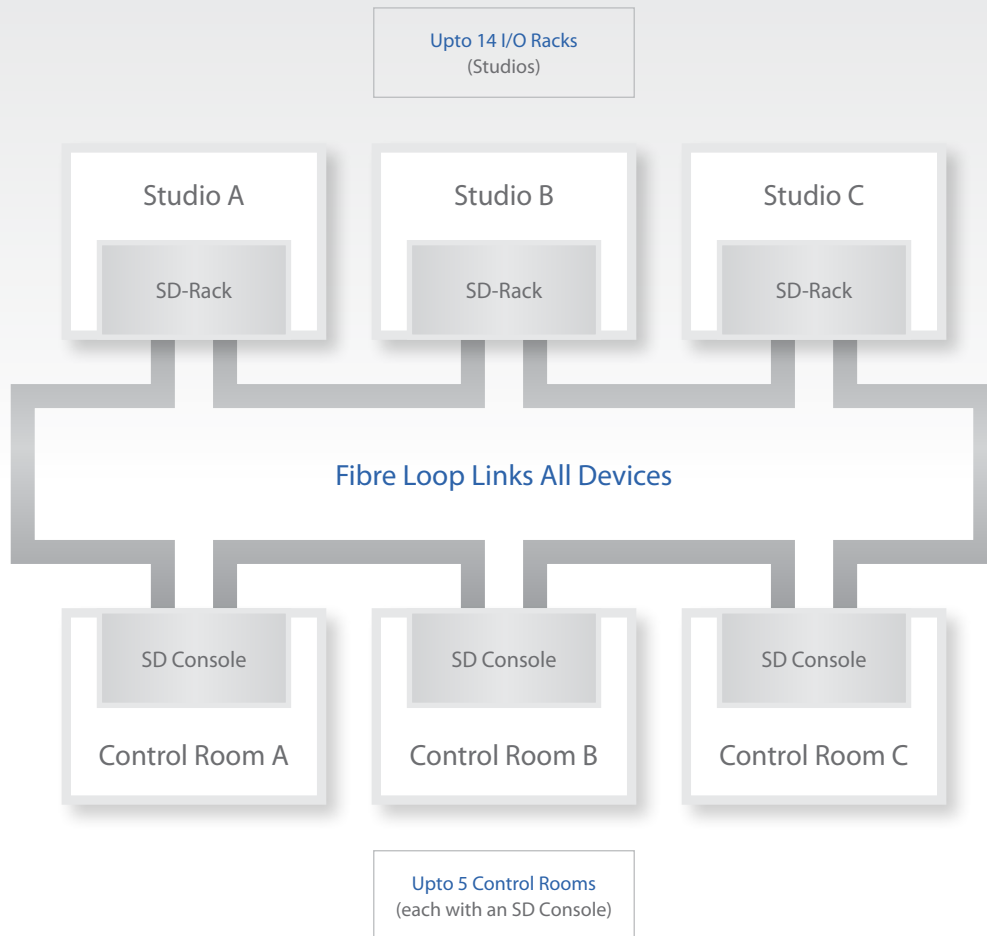 Upto 14 I/O Racks
(Studios)
Studio A
Studio B
Studio C
SD-Rack
SD-Rack
SD-Rack
Fibre Loop Links All Devices
SD Console
SD Console
SD Console
Control Room A
Control Room B
Control Room C
Upto 5 Control Rooms
(each with an SD Console)